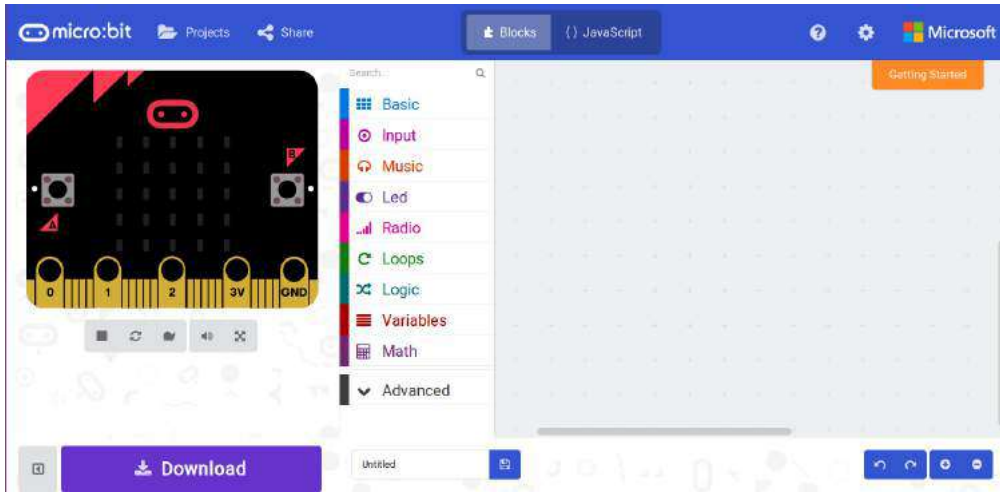 micro:bit Projects Share Blocks {} JavaScript Microsoft
Getting Started
Search...
Basic
Input
Music
Led
Radio
Loops
Logic
Variables
Math
Advanced
B
A
0 1 2 3V GND
Download
Untitled